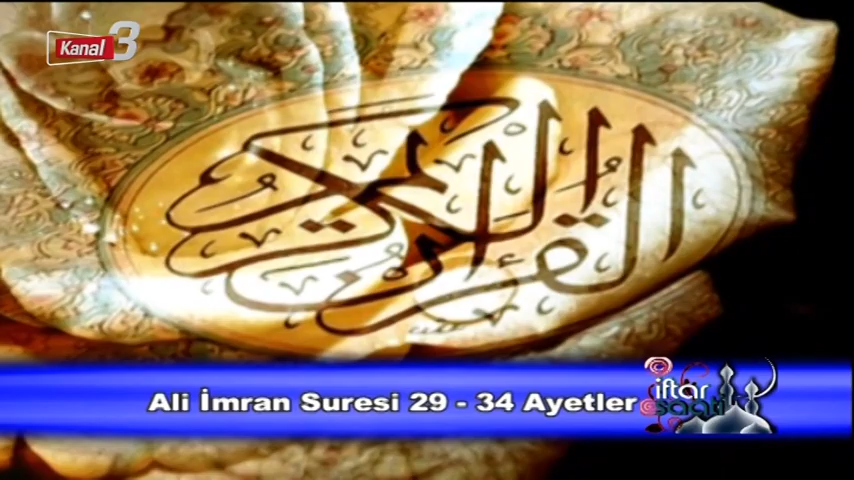 Kanal 3
القرآن الكريم
Ali İmran Suresi 29 - 34 Ayetler
iftar
saati